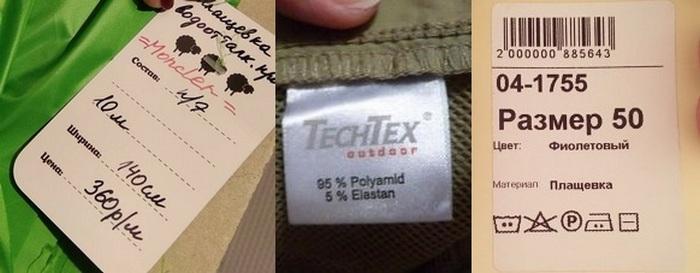 плащевка
водоотталк. пр
=Moncler=
Состав: п/э
10 м
Ширина: 140 см
Цена: 360р/м
TECHTEX®
outdoor
95 % Polyamid
5 % Elastan
2 000000 885643
04-1755
Размер 50
Цвет: Фиолетовый
Материал Плащевка
P